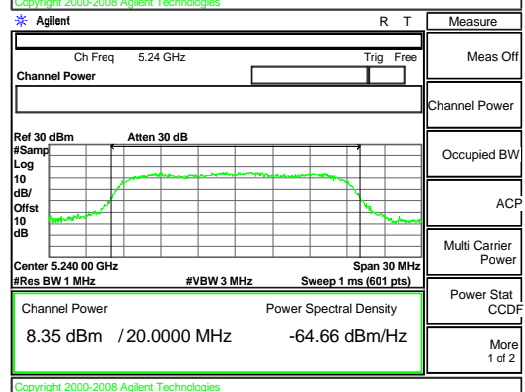 Copyright 2000-2008 Agilent Technologies
Agilent R T Measure
Ch Freq 5.24 GHz Trig Free
Meas Off
Channel Power
Channel Power
Ref 30 dBm Atten 30 dB
#Samp
Log
10
dB/
Offst
10
dB
Occupied BW
ACP
Multi Carrier
Power
Center 5.240 00 GHz Span 30 MHz
#Res BW 1 MHz #VBW 3 MHz Sweep 1 ms (601 pts)
Power Stat
CCDF
Channel Power Power Spectral Density
8.35 dBm / 20.0000 MHz -64.66 dBm/Hz
More
1 of 2
Copyright 2000-2008 Agilent Technologies